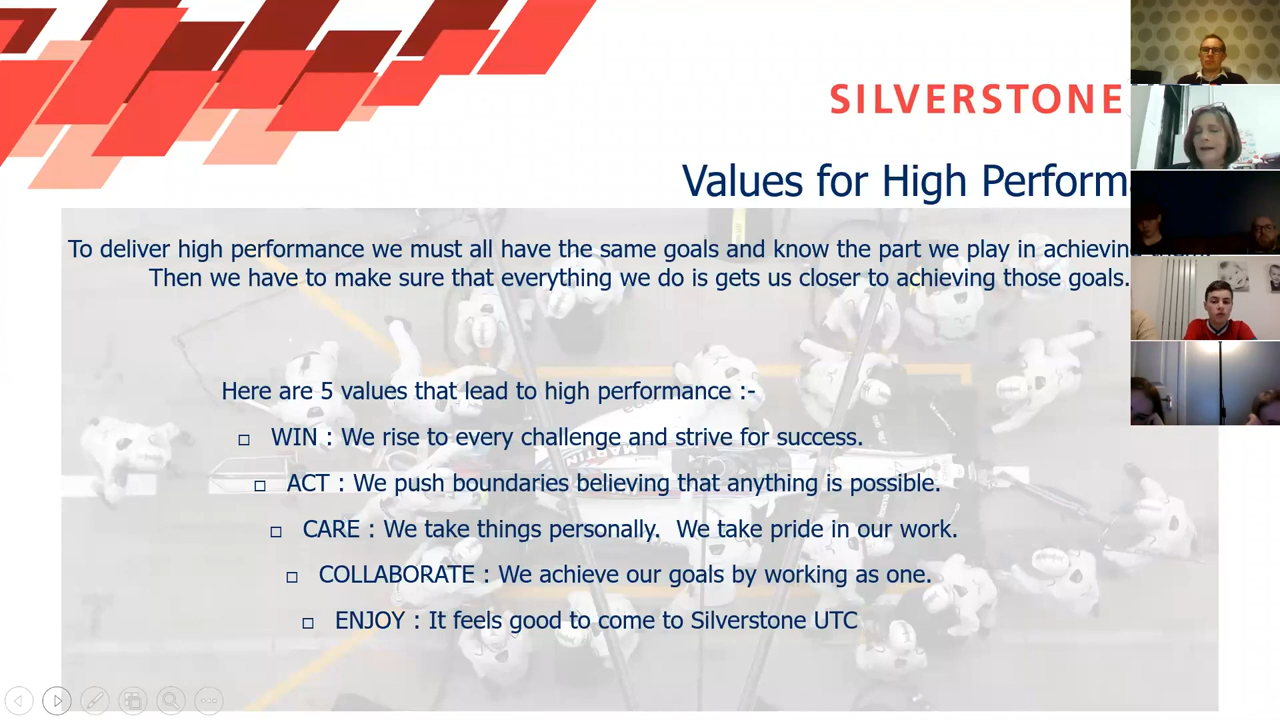 SILVERSTONE
Values for High Perform
To deliver high performance we must all have the same goals and know the part we play in achieving them.
Then we have to make sure that everything we do is gets us closer to achieving those goals.
Here are 5 values that lead to high performance :-
WIN : We rise to every challenge and strive for success.
ACT : We push boundaries believing that anything is possible.
CARE : We take things personally.  We take pride in our work.
COLLABORATE : We achieve our goals by working as one.
ENJOY : It feels good to come to Silverstone UTC
MARTINI